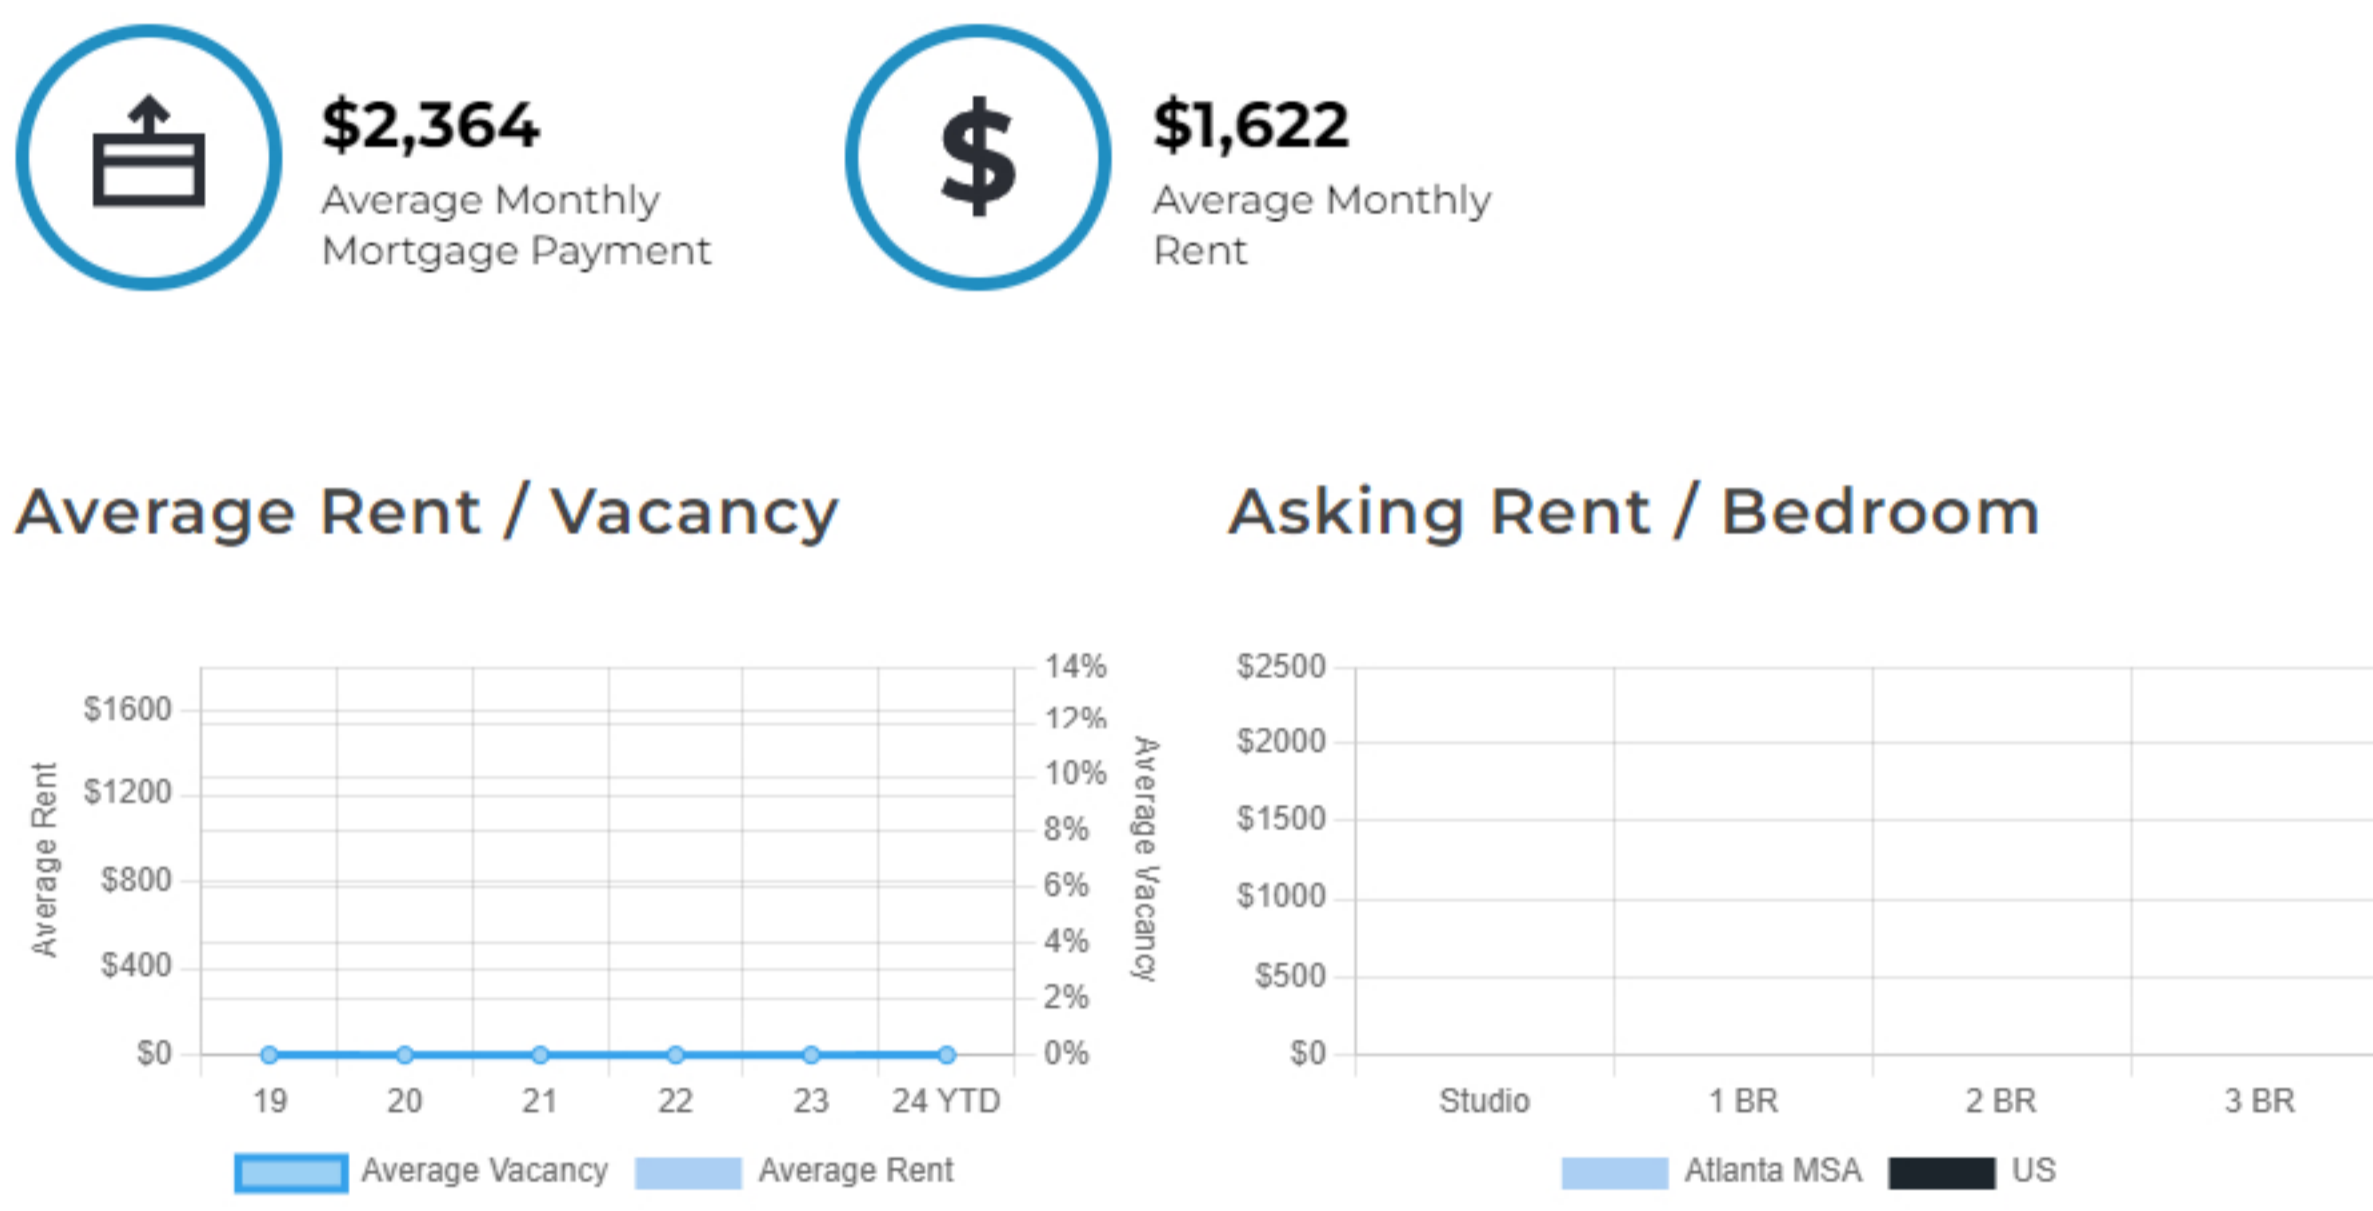 $2,364
Average Monthly
Mortgage Payment
$
$1,622
Average Monthly
Rent
Average Rent / Vacancy
Average Rent
$1600
$1200
$800
$400
$0
14%
12%
10%
8%
6%
4%
2%
0%
Average Vacancy
19 20 21 22 23 24 YTD
Average Vacancy Average Rent
Asking Rent / Bedroom
$2500
$2000
$1500
$1000
$500
$0
Studio 1 BR 2 BR 3 BR
Atlanta MSA US